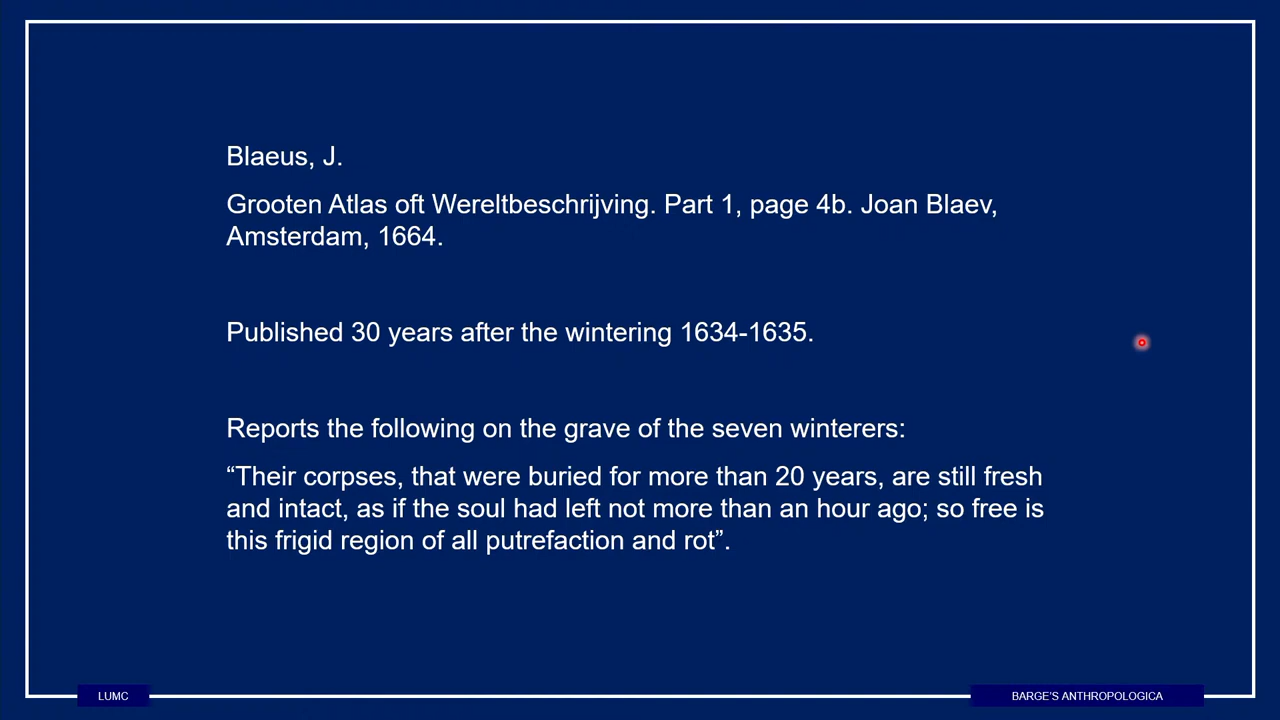 Blaeus, J.
Grooten Atlas oft Wereltbeschrijving. Part 1, page 4b. Joan Blaev,
Amsterdam, 1664.
Published 30 years after the wintering 1634-1635.
Reports the following on the grave of the seven winterers:
“Their corpses, that were buried for more than 20 years, are still fresh
and intact, as if the soul had left not more than an hour ago; so free is
this frigid region of all putrefaction and rot”.
LUMC
BARGE'S ANTHROPOLOGICA